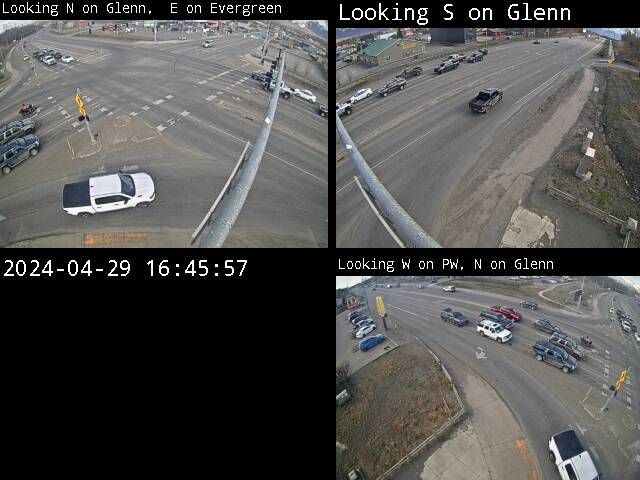 Looking N on Glenn, E on Evergreen
Looking S on Glenn
2024-04-29 16:45:57
Looking W on PW, N on Glenn